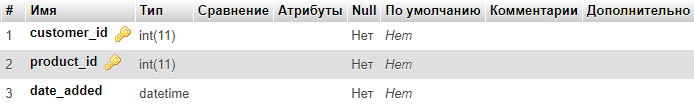 # Имя Тип Сравнение Атрибуты Null По умолчанию Комментарии Дополнительно
1 customer_id int(11) Нет Нет
2 product_id int(11) Нет Нет
3 date_added datetime Нет Нет